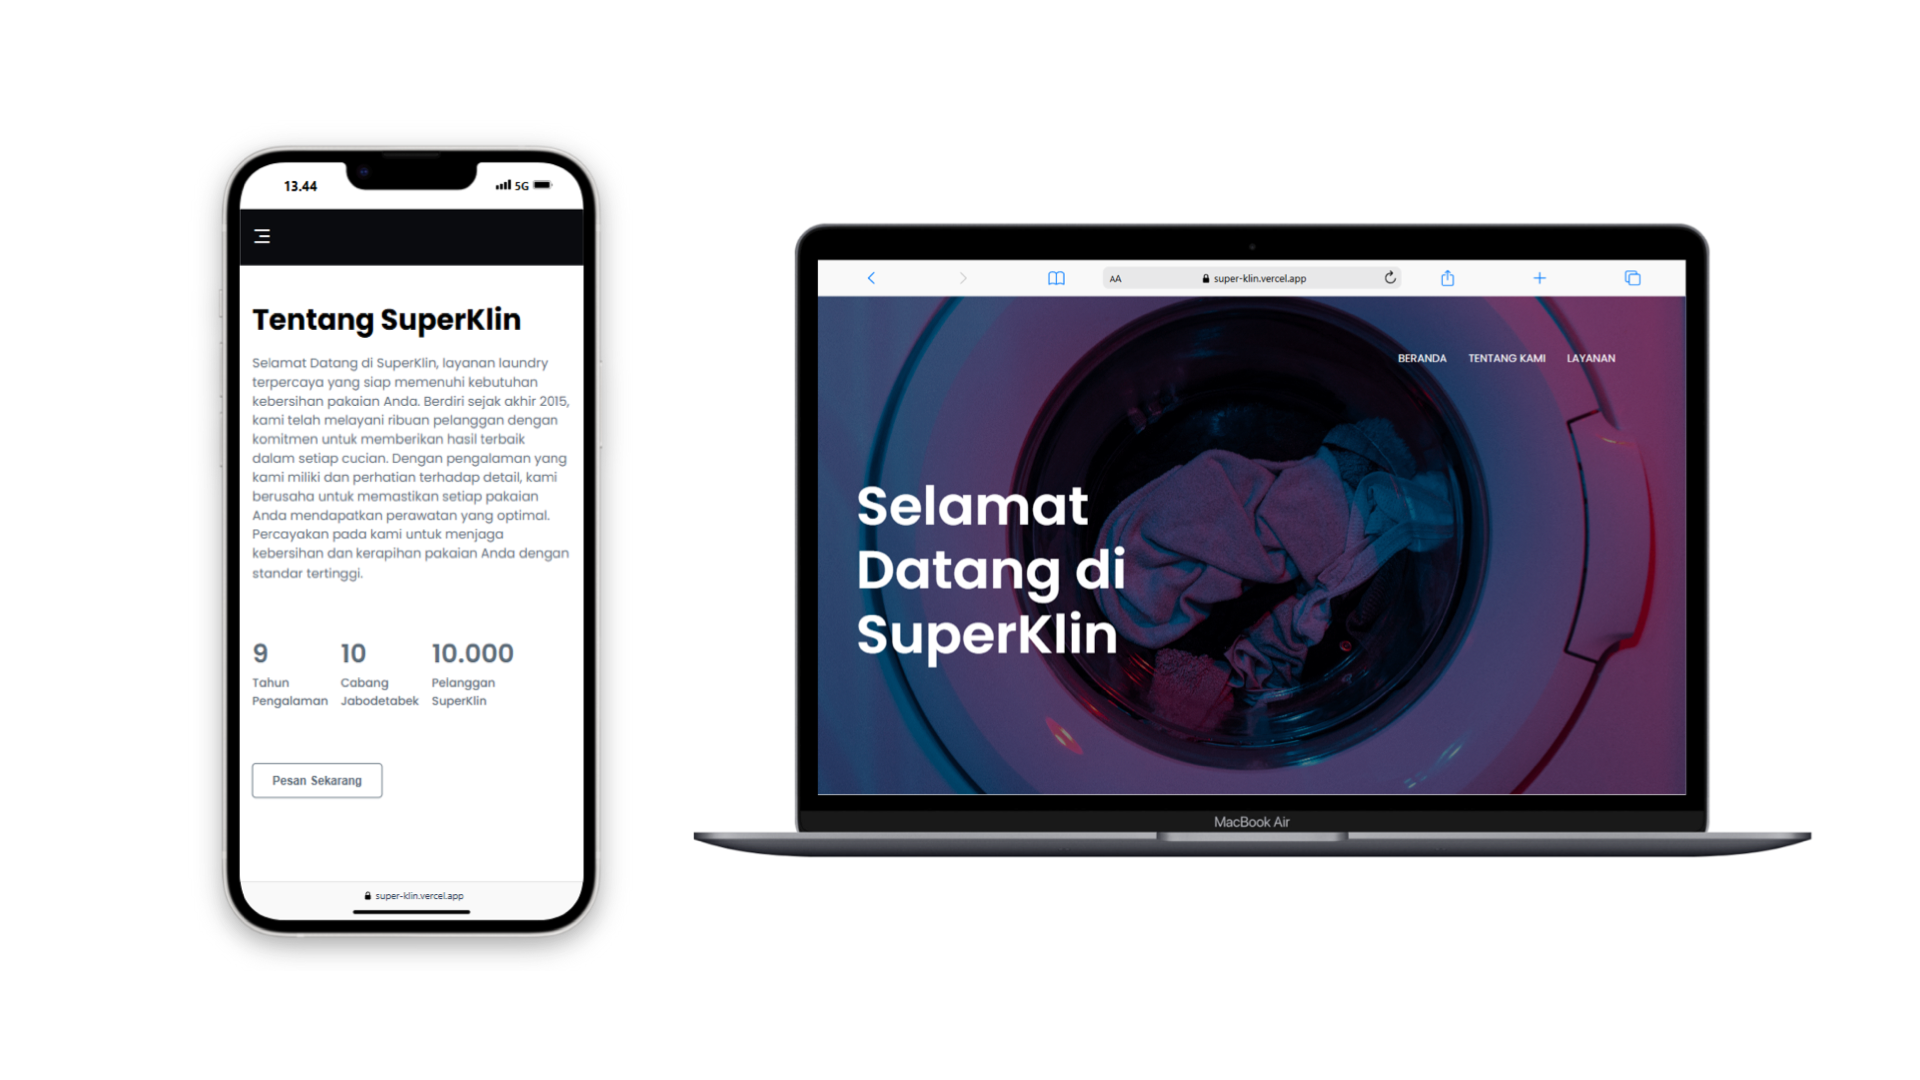 13.44
5G
Tentang SuperKlin
Selamat Datang di SuperKlin, layanan laundry
terpercaya yang siap memenuhi kebutuhan
kebersihan pakaian Anda. Berdiri sejak akhir 2015,
kami telah melayani ribuan pelanggan dengan
komitmen untuk memberikan hasil terbaik
dalam setiap cucian. Dengan pengalaman yang
kami miliki dan perhatian terhadap detail, kami
berusaha untuk memastikan setiap pakaian
Anda mendapatkan perawatan yang optimal.
Percayakan pada kami untuk menjaga
kebersihan dan kerapihan pakaian Anda dengan
standar tertinggi.
9
Tahun
Pengalaman
10
Cabang
Jabodetabek
10.000
Pelanggan
SuperKlin
Pesan Sekarang
super-klin.vercel.app
AA
super-klin.vercel.app
BERANDA TENTANG KAMI LAYANAN
Selamat
Datang di
SuperKlin
MacBook Air